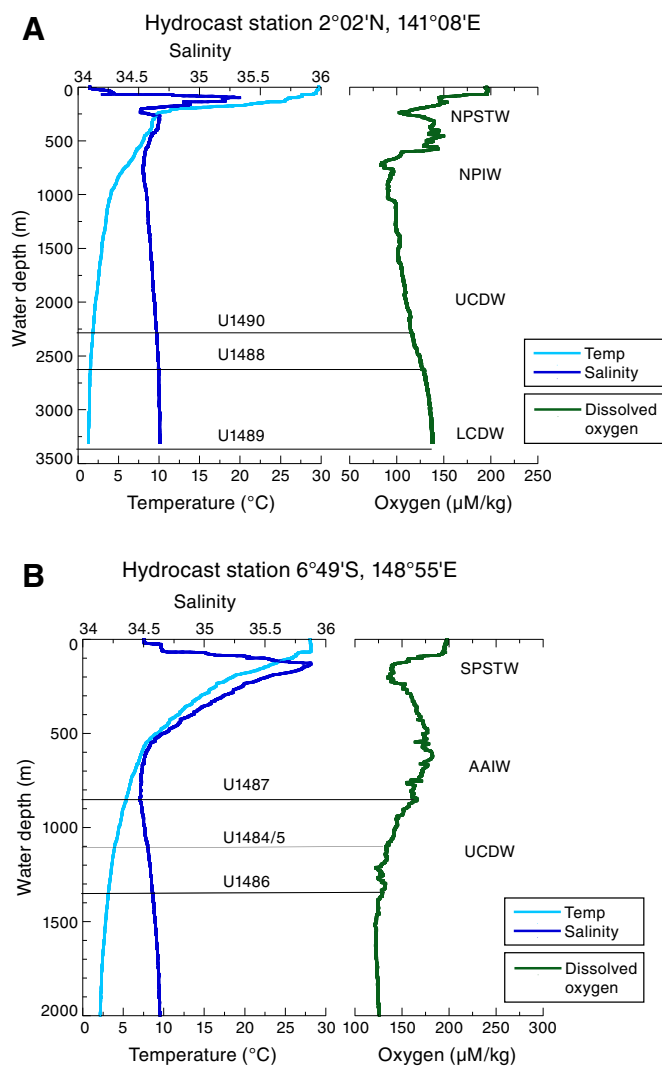 A
Hydrocast station 2°02'N, 141°08'E
Salinity
34 34.5 35 35.5 36
0
500
1000
1500
2000
2500
3000
3500
Water depth (m)
NPSTW
NPIW
UCDW
LCDW
U1490
U1488
U1489
Temp
Salinity
Dissolved
oxygen
0 5 10 15 20 25 30
50 100 150 200 250
Temperature (°C)
Oxygen (µM/kg)
B
Hydrocast station 6°49'S, 148°55'E
Salinity
34 34.5 35 35.5 36
0
500
1000
1500
2000
Water depth (m)
SPSTW
AAIW
UCDW
U1487
U1484/5
U1486
Temp
Salinity
Dissolved
oxygen
0 5 10 15 20 25 30
100 150 200 250 300
Temperature (°C)
Oxygen (µM/kg)